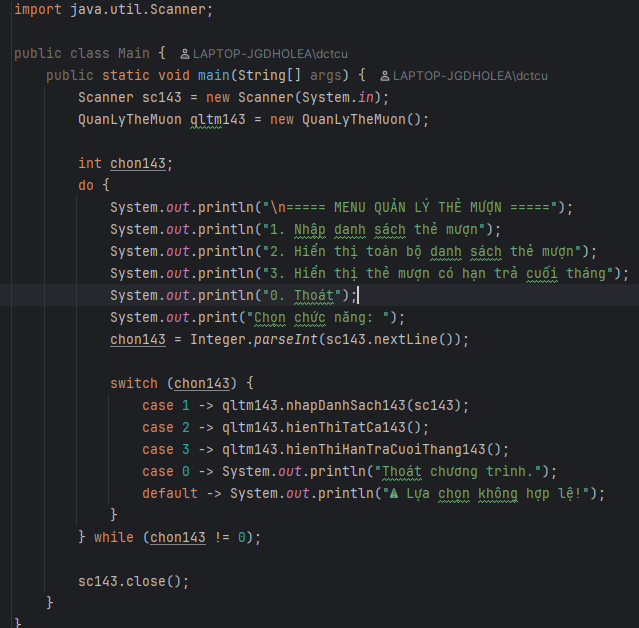 import java.util.Scanner;
public class Main { LAPTOP-JGDHOLEA\dctcu
public static void main(String[] args) { LAPTOP-JGDHOLEA\dctcu
Scanner sc143 = new Scanner(System.in);
QuanLyTheMuon qltm143 = new QuanLyTheMuon();
int chon143;
do {
System.out.println("\n===== MENU QUẢN LÝ THẺ MƯỢN =====");
System.out.println("1. Nhập danh sách thẻ mượn");
System.out.println("2. Hiển thị toàn bộ danh sách thẻ mượn");
System.out.println("3. Hiển thị thẻ mượn có hạn trả cuối tháng");
System.out.println("0. Thoát");
System.out.print("Chọn chức năng: ");
chon143 = Integer.parseInt(sc143.nextLine());
switch (chon143) {
case 1 -> qltm143.nhapDanhSach143(sc143);
case 2 -> qltm143.hienThiTatCa143();
case 3 -> qltm143.hienThiHanTraCuoiThang143();
case 0 -> System.out.println("Thoát chương trình.");
default -> System.out.println("⚠ Lựa chọn không hợp lệ!");
}
} while (chon143 != 0);
sc143.close();
}
}